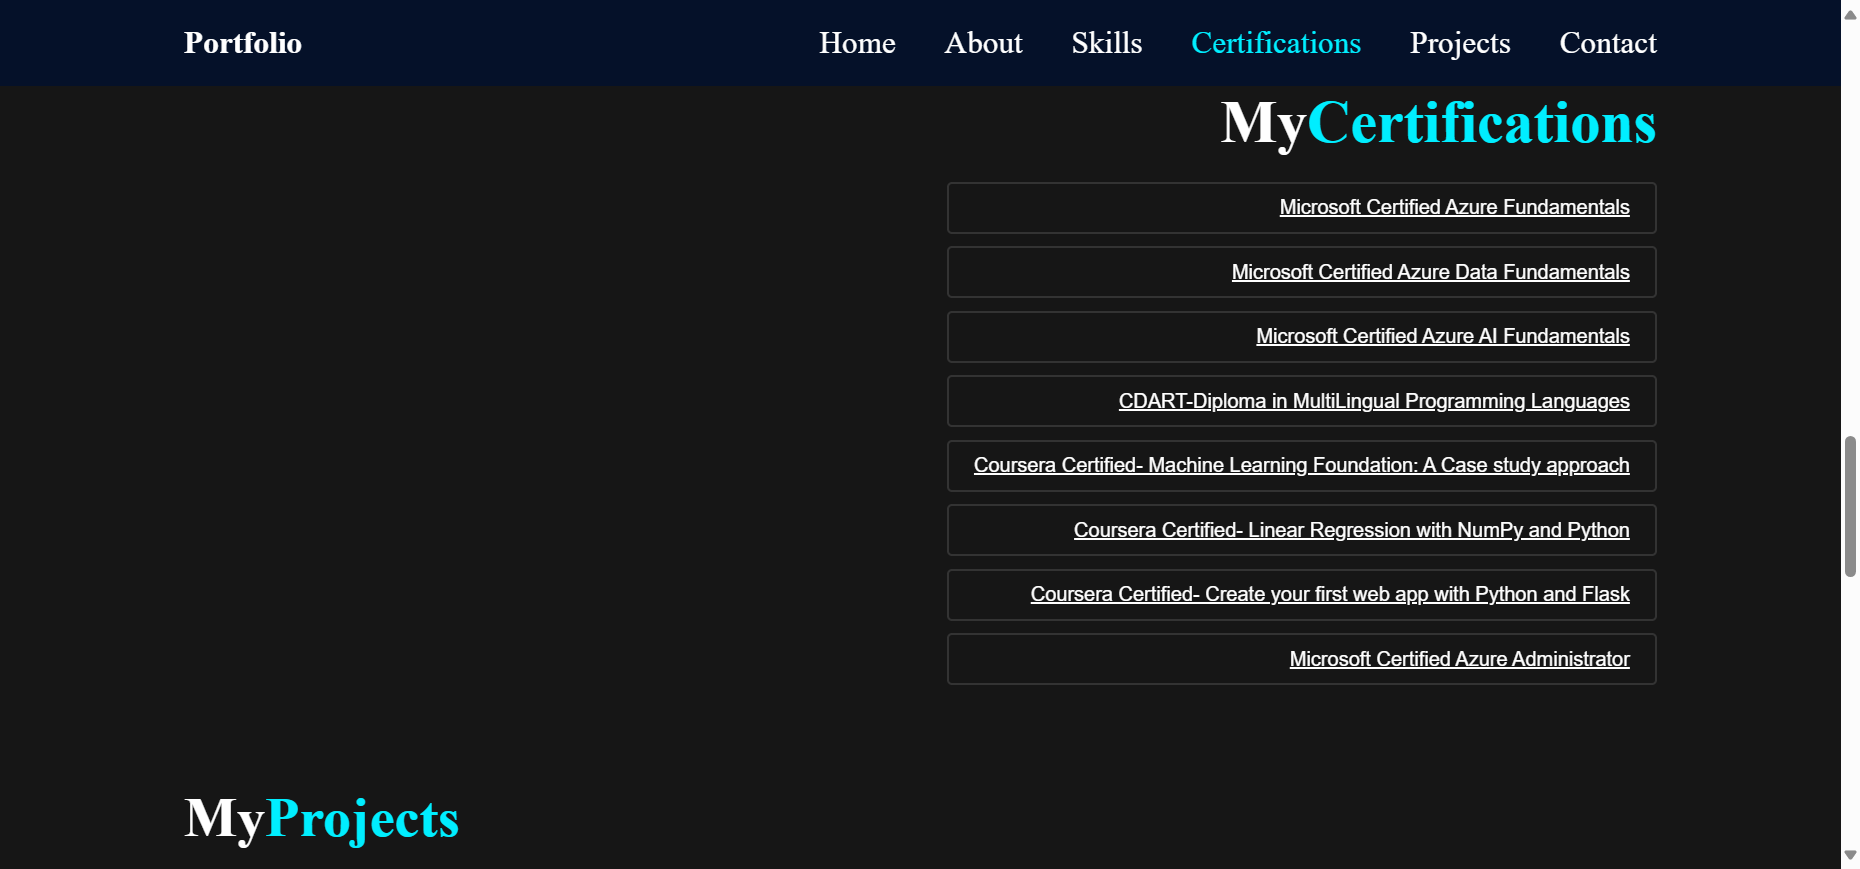 Portfolio Home About Skills Certifications Projects Contact
MyCertifications
Microsoft Certified Azure Fundamentals
Microsoft Certified Azure Data Fundamentals
Microsoft Certified Azure AI Fundamentals
CDART-Diploma in MultiLingual Programming Languages
Coursera Certified- Machine Learning Foundation: A Case study approach
Coursera Certified- Linear Regression with NumPy and Python
Coursera Certified- Create your first web app with Python and Flask
Microsoft Certified Azure Administrator
MyProjects